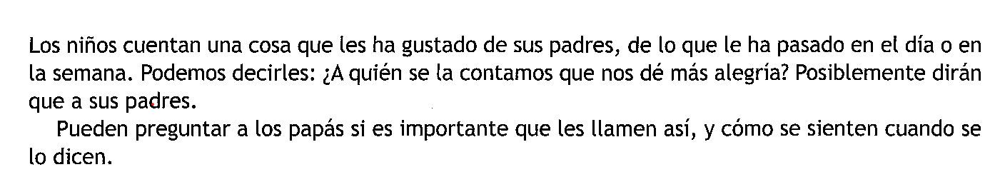 Los niños cuentan una cosa que les ha gustado de sus padres, de lo que le ha pasado en el día o en
la semana. Podemos decirles: ¿A quién se la contamos que nos dé más alegría? Posiblemente dirán
que a sus padres.
Pueden preguntar a los papás si es importante que les llamen así, y cómo se sienten cuando se
lo dicen.